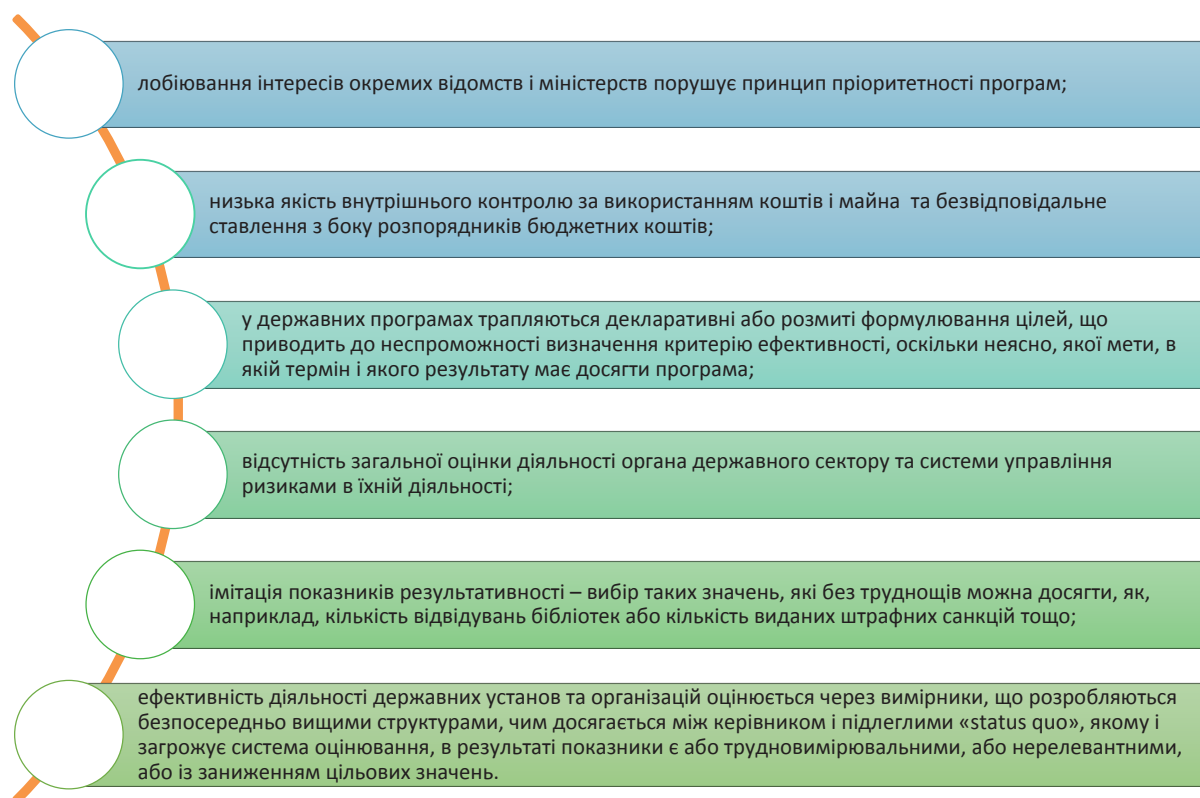 лобіювання інтересів окремих відомств і міністерств порушує принцип пріоритетності програм;
низька якість внутрішнього контролю за використанням коштів і майна та безвідповідальне
ставлення з боку розпорядників бюджетних коштів;
у державних програмах трапляються декларативні або розмиті формулювання цілей, що
приводить до неспроможності визначення критерію ефективності, оскільки неясно, якої мети, в
якій термін і якого результату має досягти програма;
відсутність загальної оцінки діяльності органа державного сектору та системи управління
ризиками в їхній діяльності;
імітація показників результативності – вибір таких значень, які без труднощів можна досягти, як,
наприклад, кількість відвідувань бібліотек або кількість виданих штрафних санкцій тощо;
ефективність діяльності державних установ та організацій оцінюється через вимірники, що розробляються
безпосередньо вищими структурами, чим досягається між керівником і підлеглими «status quo», якому і
загрожує система оцінювання, в результаті показники є або трудновимірювальними, або нерелевантними,
або із заниженням цільових значень.